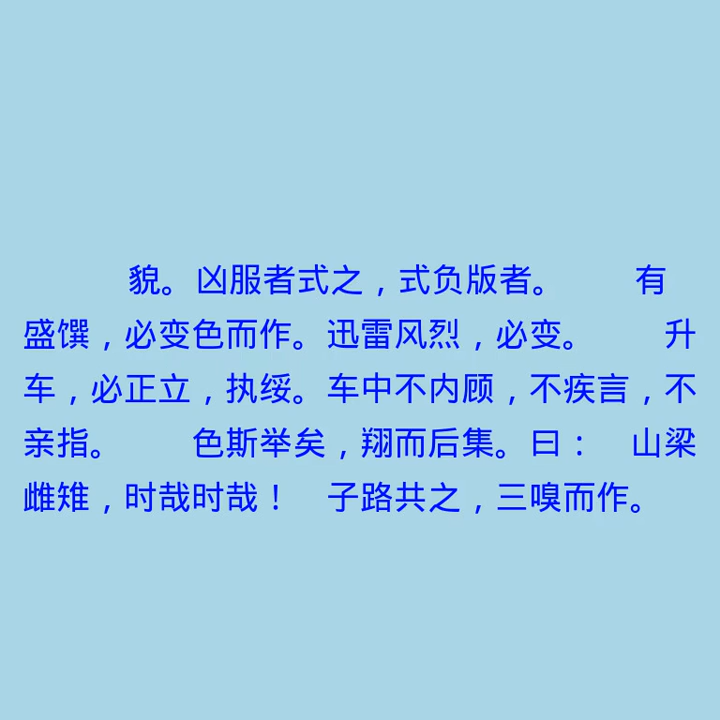 貌。凶服者式之，式负版者。　　有
盛馔，必变色而作。迅雷风烈，必变。　　升
车，必正立，执绥。车中不内顾，不疾言，不
亲指。　　色斯举矣，翔而后集。曰：　山梁
雌雉，时哉时哉！　子路共之，三嗅而作。